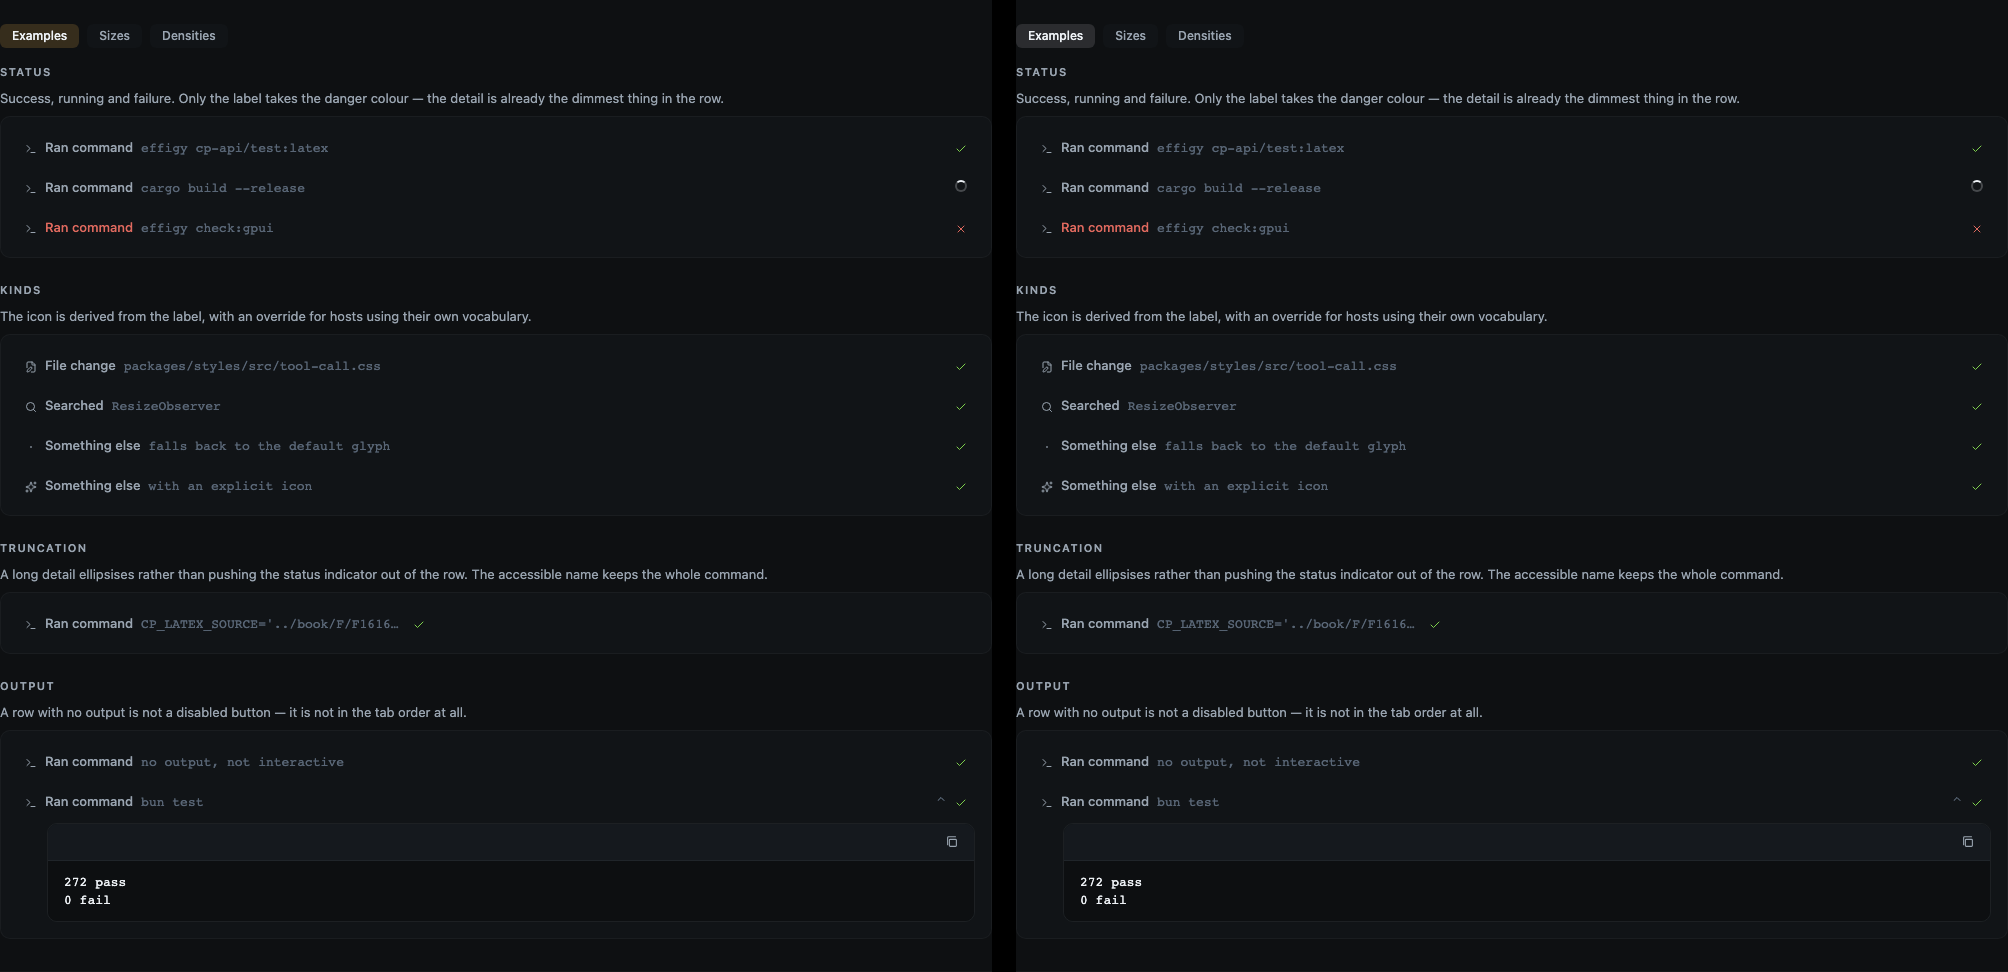 Examples Sizes Densities
STATUS
Success, running and failure. Only the label takes the danger colour — the detail is already the dimmest thing in the row.
Ran command effigy cp-api/test:latex
Ran command cargo build --release
Ran command effigy check:gpui
KINDS
The icon is derived from the label, with an override for hosts using their own vocabulary.
File change packages/styles/src/tool-call.css
Searched ResizeObserver
Something else falls back to the default glyph
Something else with an explicit icon
TRUNCATION
A long detail ellipsises rather than pushing the status indicator out of the row. The accessible name keeps the whole command.
Ran command CP_LATEX_SOURCE='../book/F/F1616…
OUTPUT
A row with no output is not a disabled button — it is not in the tab order at all.
Ran command no output, not interactive
Ran command bun test
272 pass
0 fail
Examples Sizes Densities
STATUS
Success, running and failure. Only the label takes the danger colour — the detail is already the dimmest thing in the row.
Ran command effigy cp-api/test:latex
Ran command cargo build --release
Ran command effigy check:gpui
KINDS
The icon is derived from the label, with an override for hosts using their own vocabulary.
File change packages/styles/src/tool-call.css
Searched ResizeObserver
Something else falls back to the default glyph
Something else with an explicit icon
TRUNCATION
A long detail ellipsises rather than pushing the status indicator out of the row. The accessible name keeps the whole command.
Ran command CP_LATEX_SOURCE='../book/F/F1616…
OUTPUT
A row with no output is not a disabled button — it is not in the tab order at all.
Ran command no output, not interactive
Ran command bun test
272 pass
0 fail